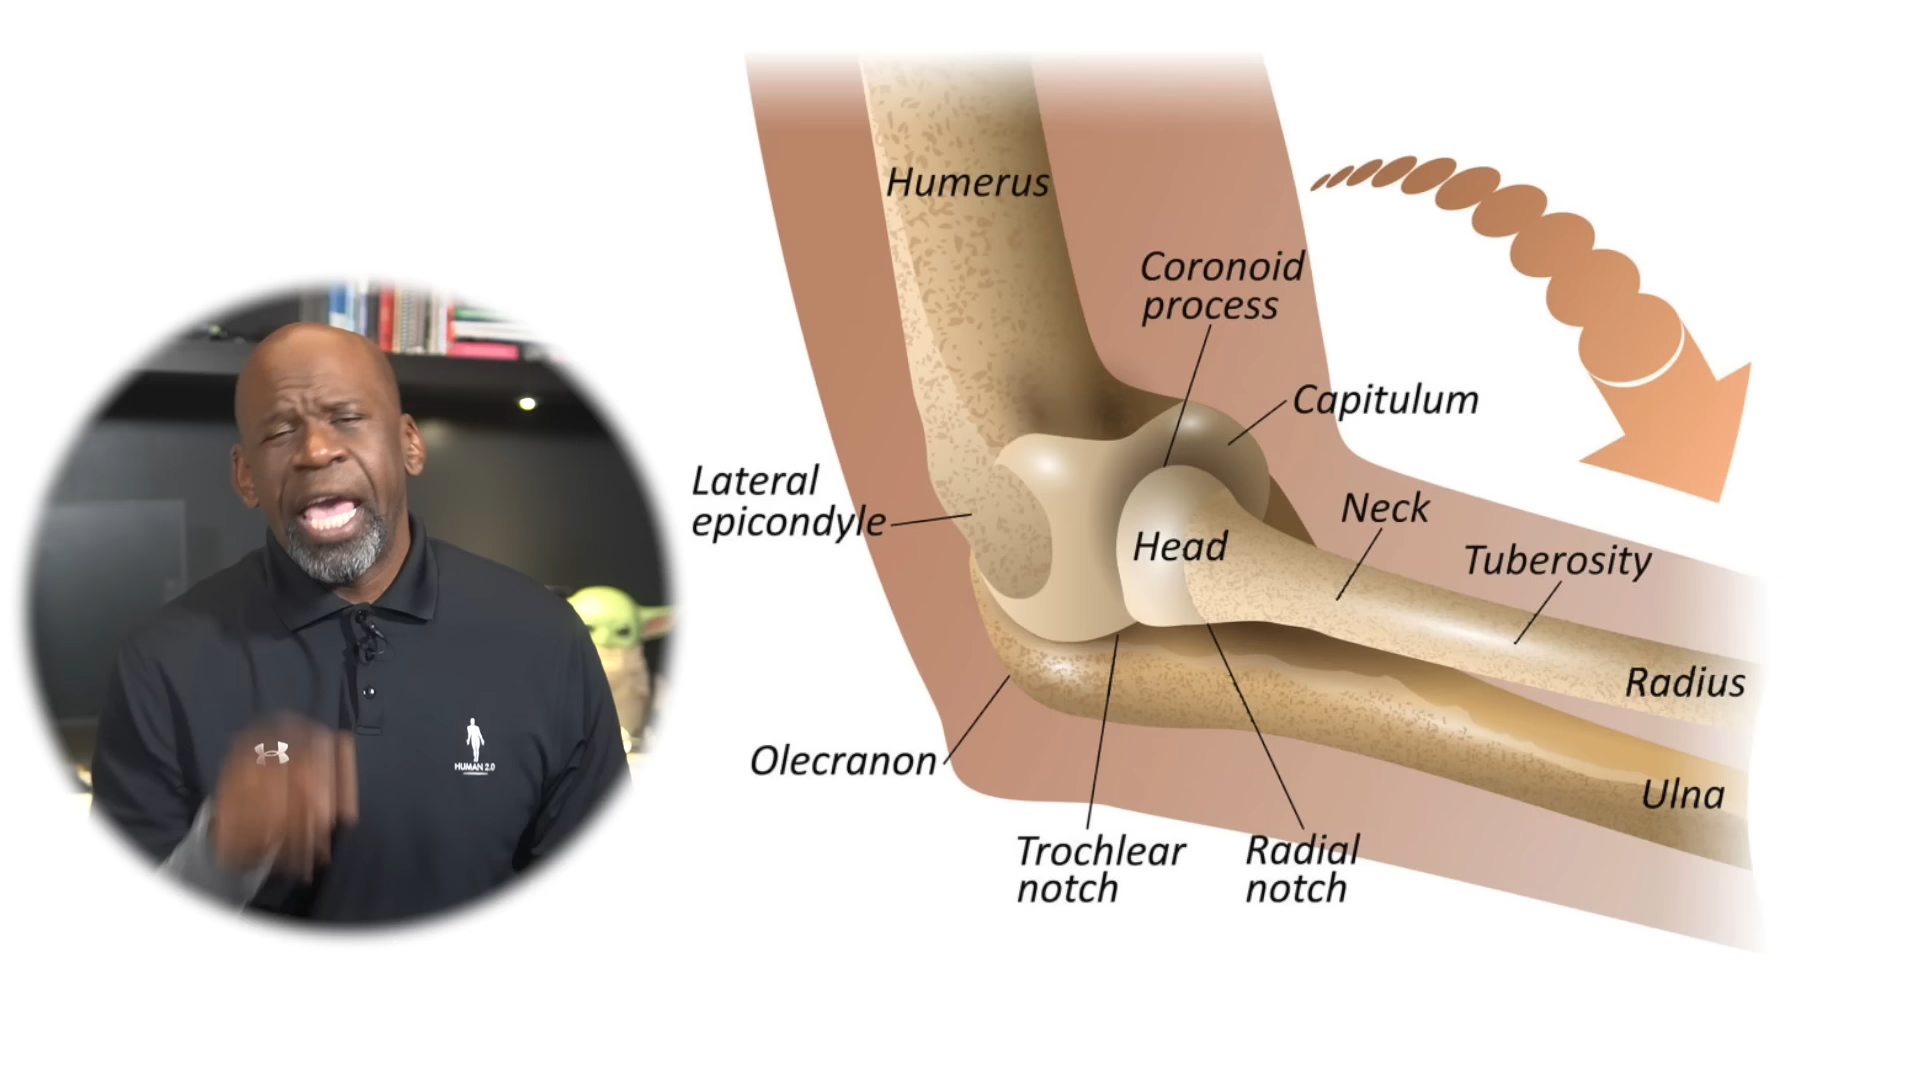 Humerus
Coronoid
process
Capitulum
Lateral
epicondyle
Neck
Head
Tuberosity
Radius
Olecranon
Ulna
Trochlear
notch
Radial
notch
HUMAN 2.0